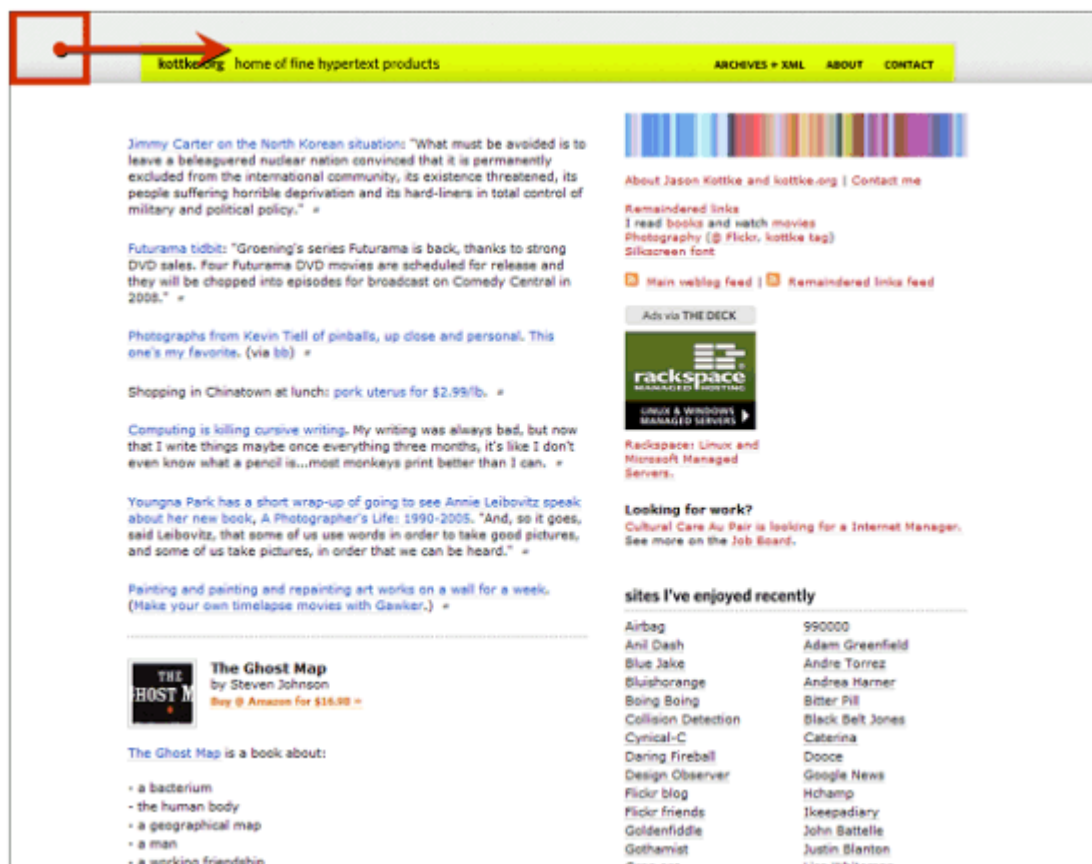 kottke.org home of fine hypertext products
ARCHIVES + XML ABOUT CONTACT
Jimmy Carter on the North Korean situation: "What must be avoided is to
leave a beleaguered nuclear nation convinced that it is permanently
excluded from the international community, its existence threatened, its
people suffering horrible deprivation and its hard-liners in total control of
military and political policy." #
Futurama tidbit: "Groening's series Futurama is back, thanks to strong
DVD sales. Four Futurama DVD movies are scheduled for release and
they will be chopped into episodes for broadcast on Comedy Central in
2008." #
Photographs from Kevin Tiell of pinballs, up close and personal. This
one's my favorite. (via bb) #
Shopping in Chinatown at lunch: pork uterus for $2.99/lb. #
Computing is killing cursive writing. My writing was always bad, but now
that I write things maybe once everything three months, it's like I don't
even know what a pencil is...most monkeys print better than I can. #
Youngna Park has a short wrap-up of going to see Annie Leibovitz speak
about her new book, A Photographer's Life: 1990-2005. "And, so it goes,
said Leibovitz, that some of us use words in order to take good pictures,
and some of us take pictures, in order that we can be heard." #
Painting and painting and repainting art works on a wall for a week.
(Make your own timelapse movies with Gawker.) #
THE
HOST M
The Ghost Map
by Steven Johnson
Buy @ Amazon for $16.98 »
The Ghost Map is a book about:
- a bacterium
- the human body
- a geographical map
- a man
- a working friendship
About Jason Kottke and kottke.org | Contact me
Remaindered links
I read books and watch movies
Photography (@ Flickr, kottke tag)
Silkscreen font
Main weblog feed | Remaindered links feed
Ads via THE DECK
rackspace
MANAGED HOSTING
LINUX & WINDOWS
MANAGED SERVERS
Rackspace: Linux and
Microsoft Managed
Servers.
Looking for work?
Cultural Care Au Pair is looking for a Internet Manager.
See more on the Job Board.
sites I've enjoyed recently
Airbag
Anil Dash
Blue Jake
Bluishorange
Boing Boing
Collision Detection
Cynical-C
Daring Fireball
Design Observer
Flickr blog
Flickr friends
Goldenfiddle
Gothamist
990000
Adam Greenfield
Andre Torrez
Andrea Harner
Bitter Pill
Black Belt Jones
Caterina
Dooce
Google News
Hchamp
Ikeepadiary
John Battelle
Justin Blanton